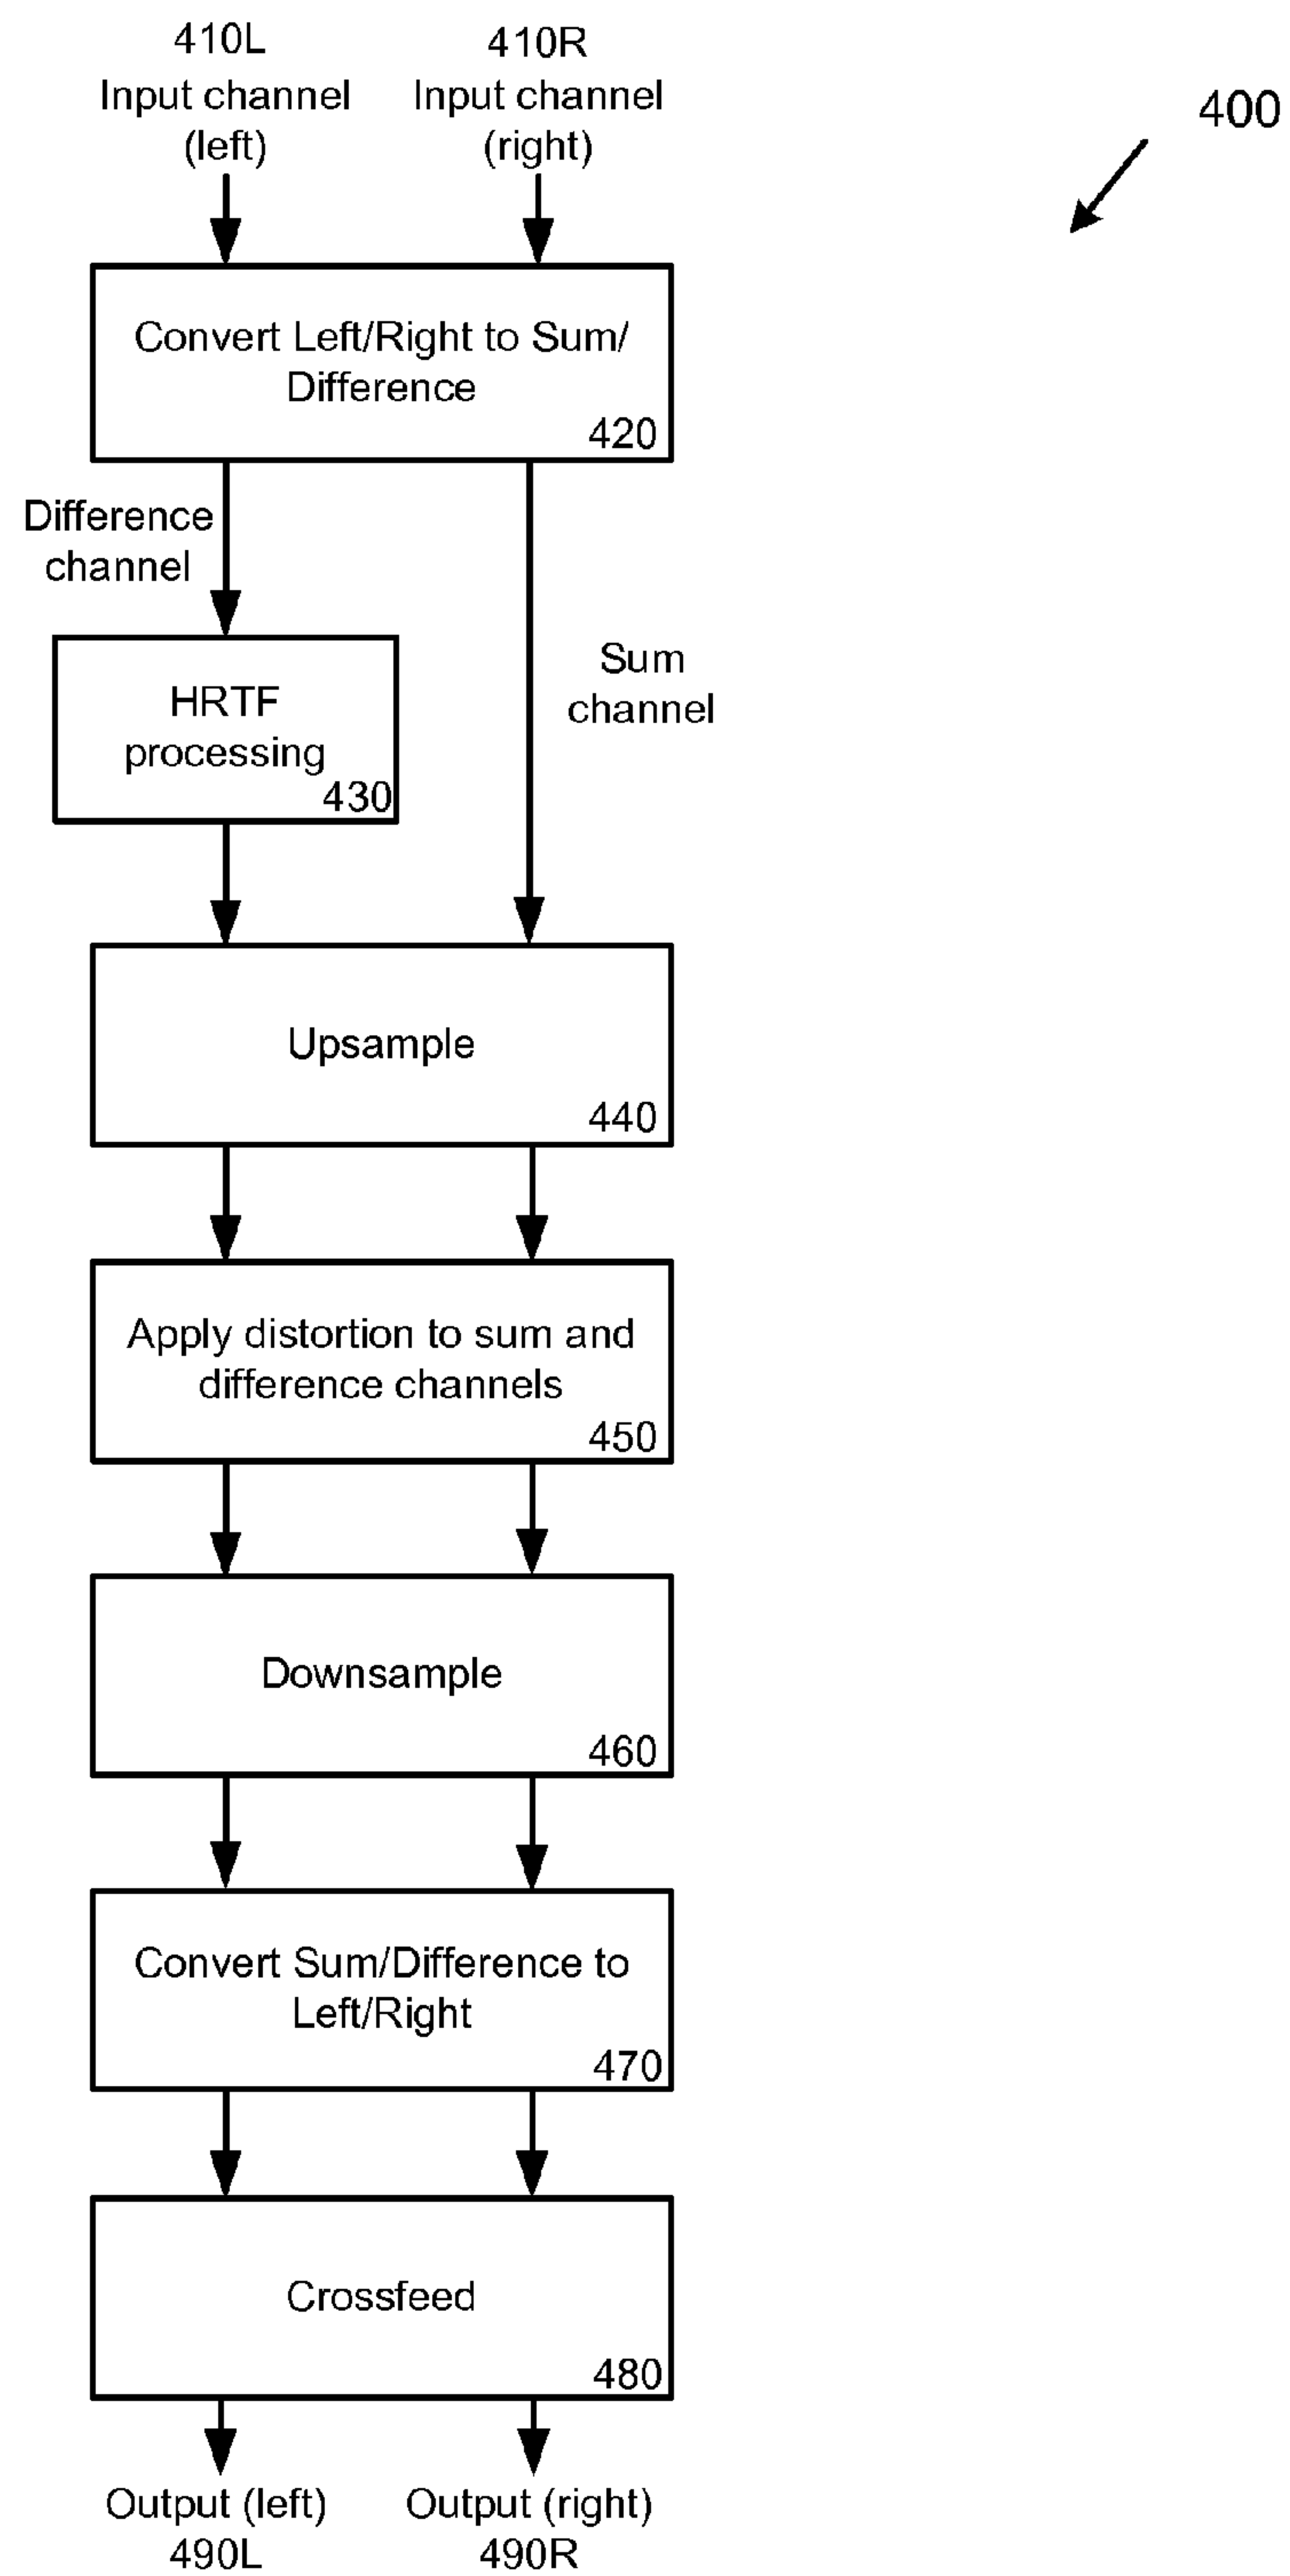 410L
Input channel
(left)
410R
Input channel
(right)
400
Convert Left/Right to Sum/
Difference
420
Difference
channel
Sum
channel
HRTF
processing
430
Upsample
440
Apply distortion to sum and
difference channels
450
Downsample
460
Convert Sum/Difference to
Left/Right
470
Crossfeed
480
Output (left)
490L
Output (right)
490R